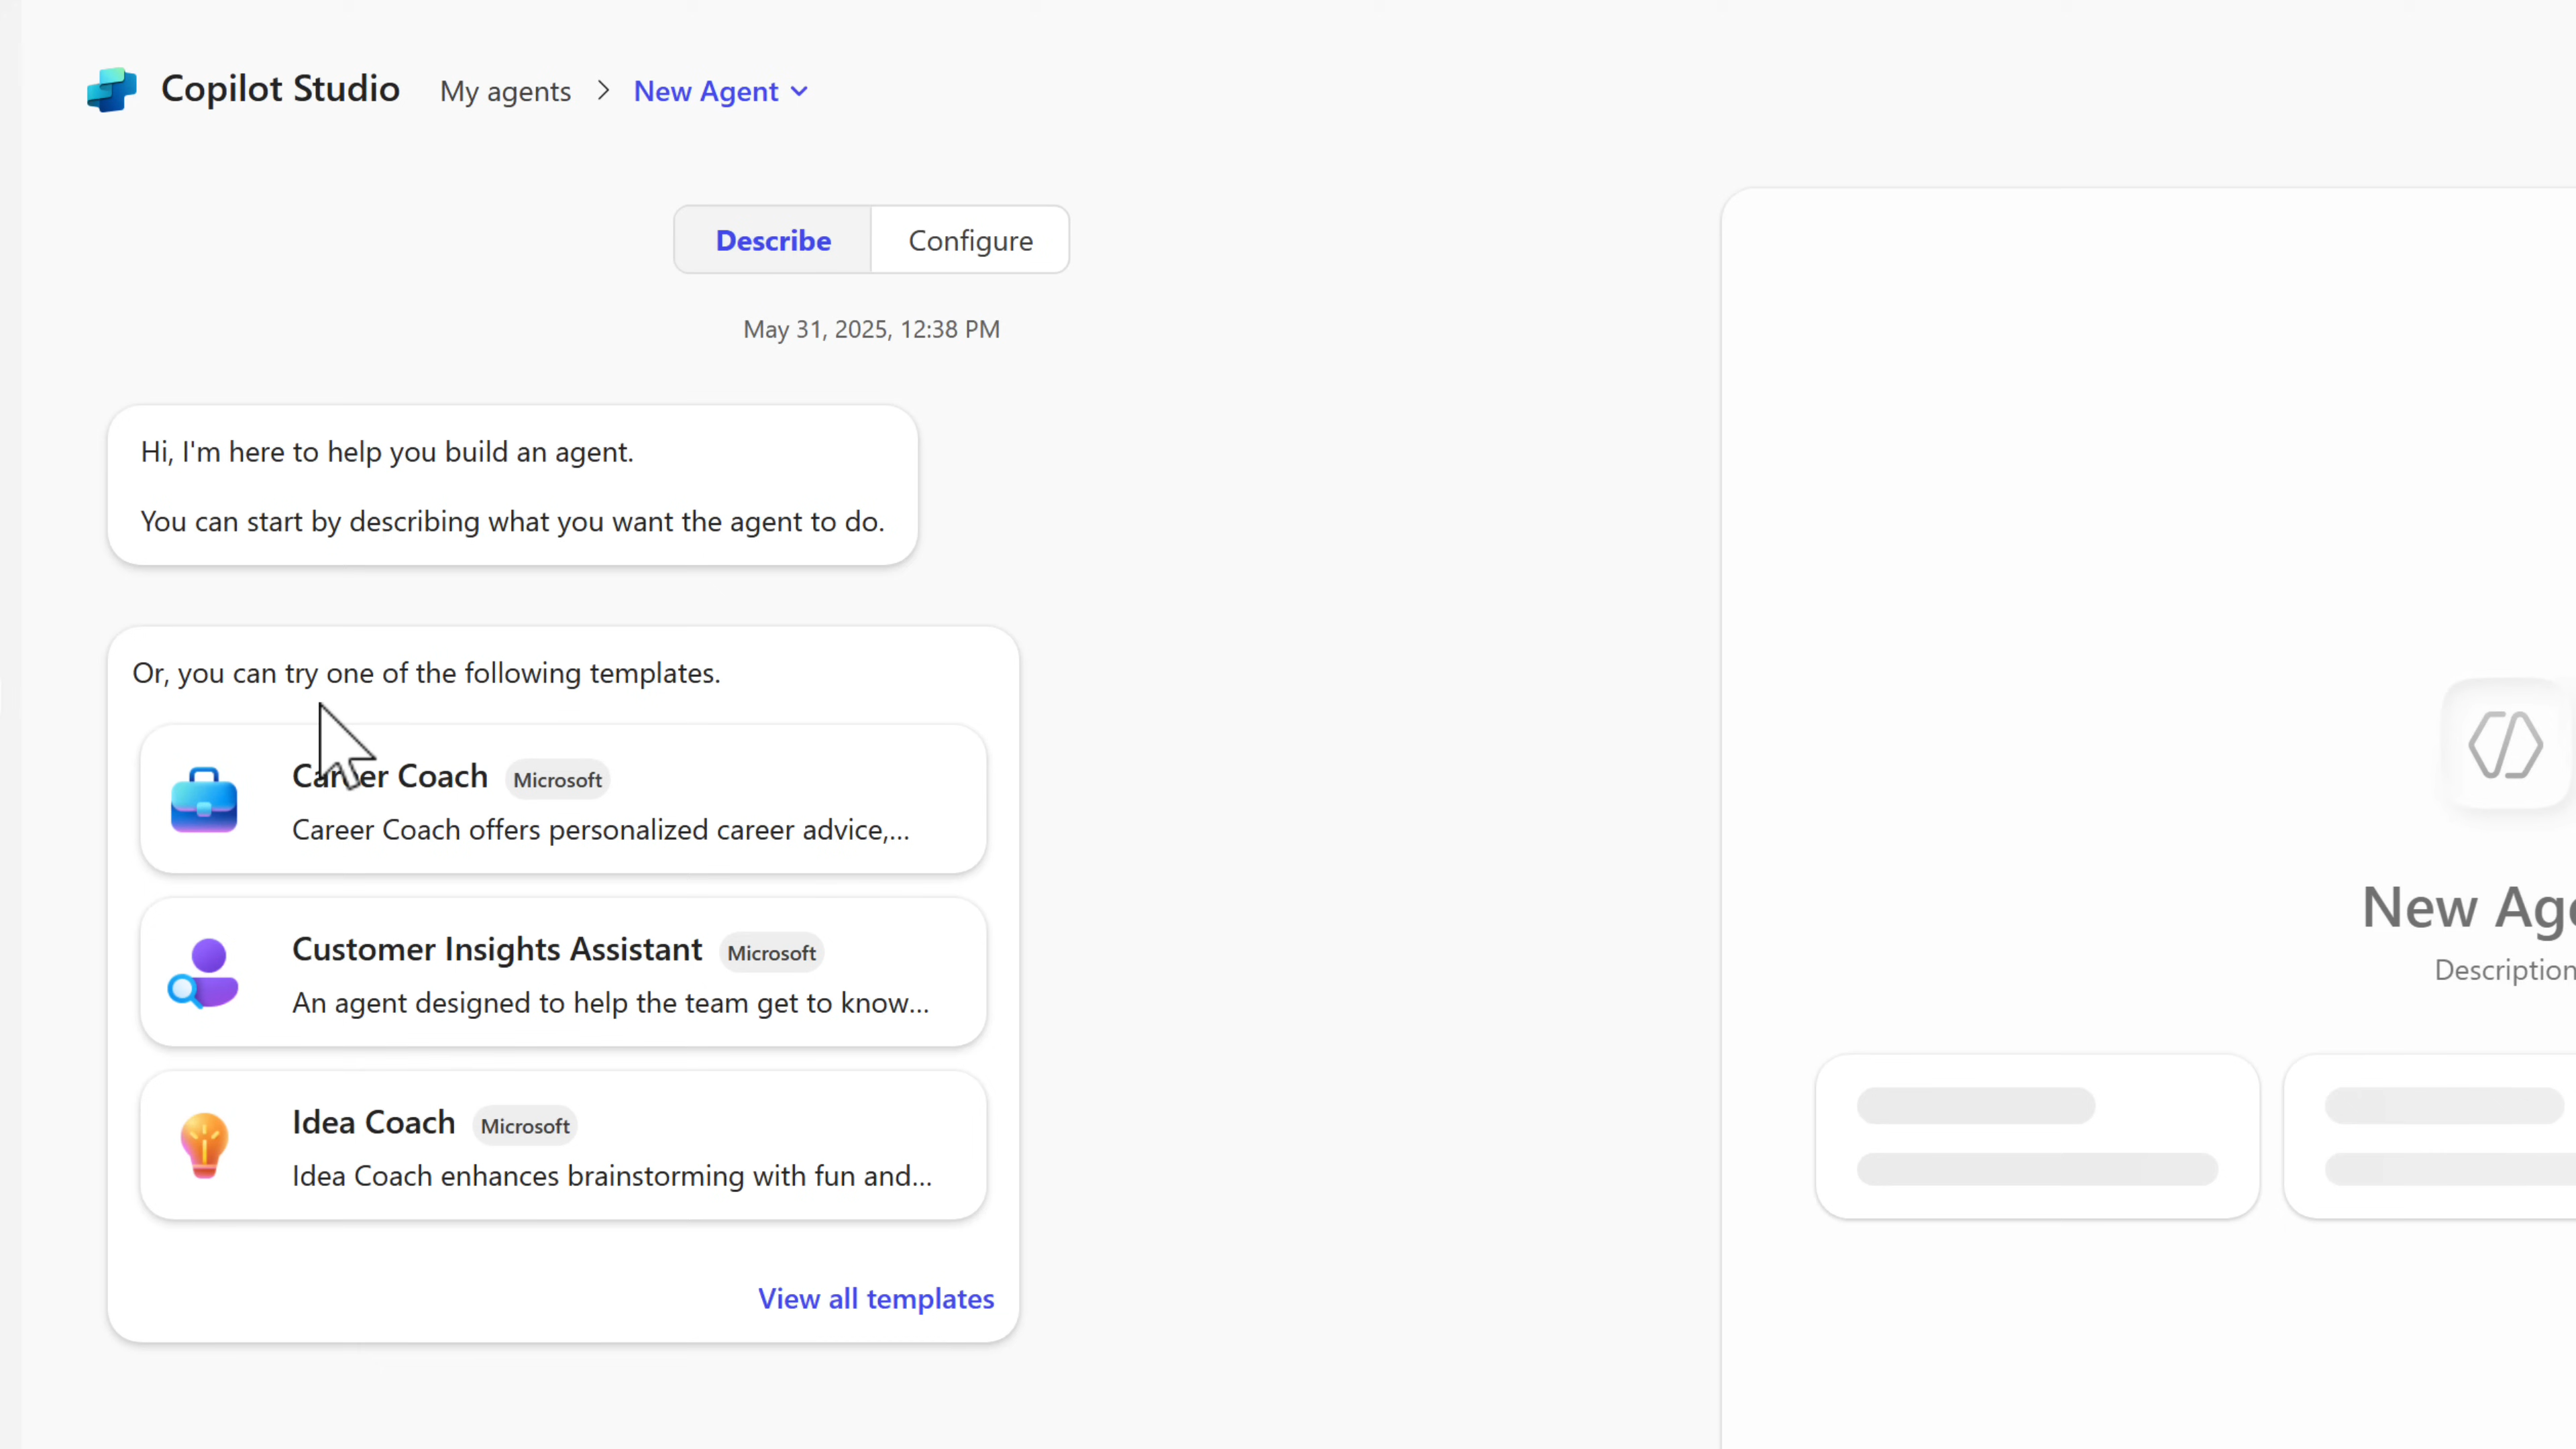 Copilot Studio My agents > New Agent
Describe Configure
May 31, 2025, 12:38 PM
Hi, I'm here to help you build an agent.
You can start by describing what you want the agent to do.
Or, you can try one of the following templates.
Career Coach Microsoft
Career Coach offers personalized career advice,...
Customer Insights Assistant Microsoft
An agent designed to help the team get to know...
Idea Coach Microsoft
Idea Coach enhances brainstorming with fun and...
View all templates
New Age
Description